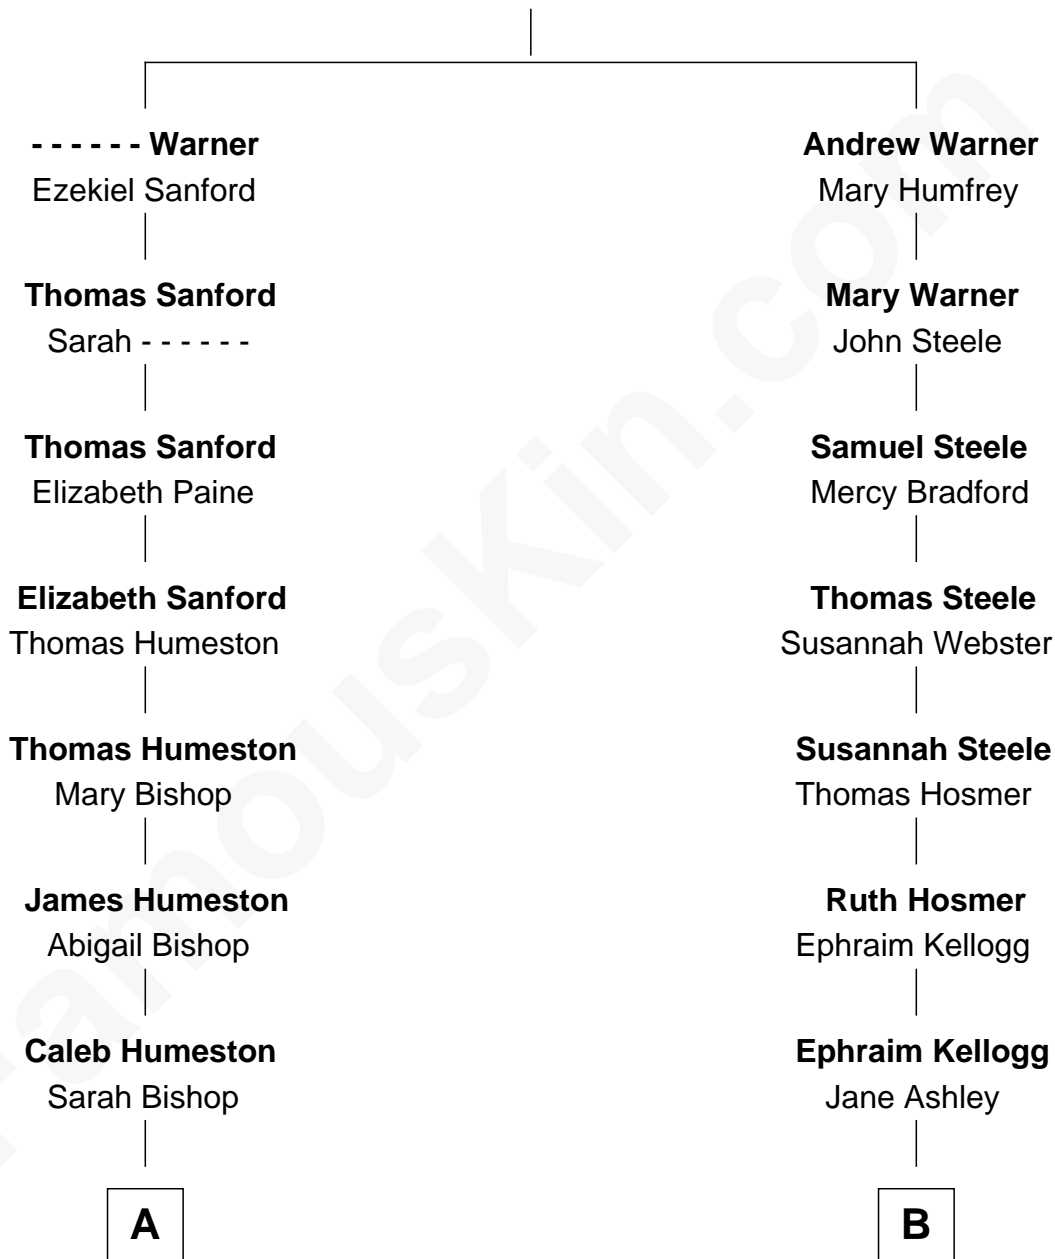 - - - - - - Warner
Ezekiel Sanford
Thomas Sanford
Sarah - - - - - -
Thomas Sanford
Elizabeth Paine
Elizabeth Sanford
Thomas Humeston
Thomas Humeston
Mary Bishop
James Humeston
Abigail Bishop
Caleb Humeston
Sarah Bishop
A
Andrew Warner
Mary Humfrey
Mary Warner
John Steele
Samuel Steele
Mercy Bradford
Thomas Steele
Susannah Webster
Susannah Steele
Thomas Hosmer
Ruth Hosmer
Ephraim Kellogg
Ephraim Kellogg
Jane Ashley
B
FamousKin.com